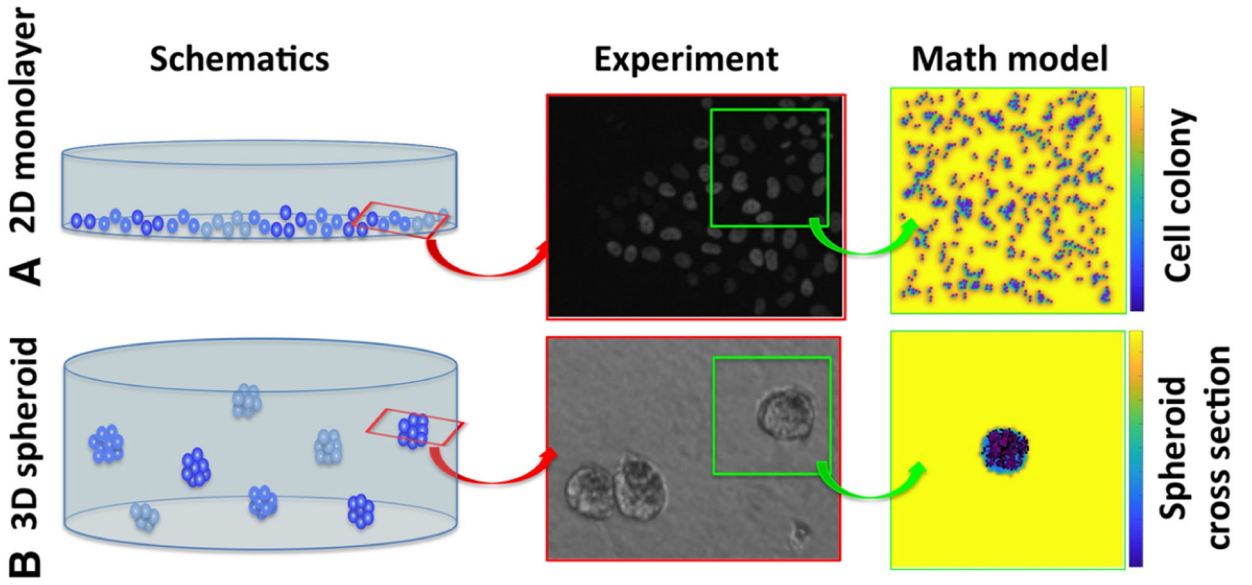 Schematics
Experiment
Math model
A 2D monolayer
Cell colony
B 3D spheroid
Spheroid
cross section